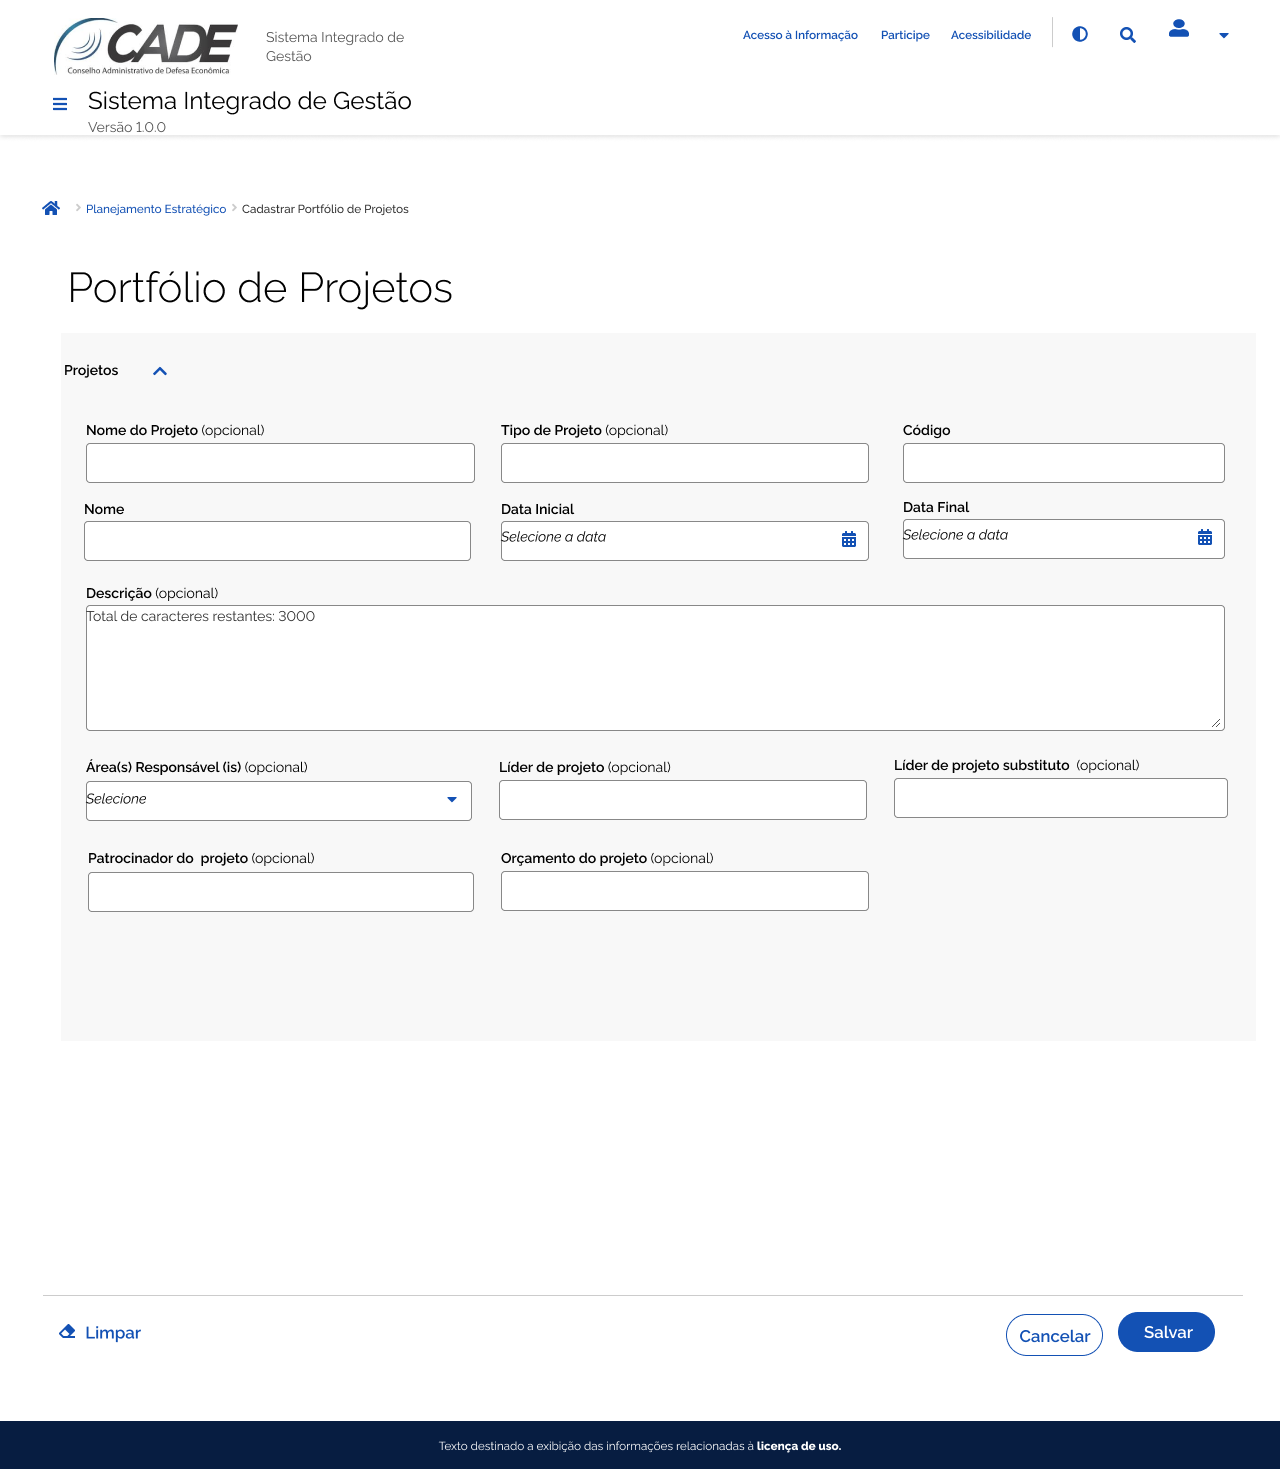 CADE
Conselho Administrativo de Defesa Econômica
Sistema Integrado de
Gestão
Acesso à Informação
Participe
Acessibilidade
Sistema Integrado de Gestão
Versão 1.0.0
Planejamento Estratégico
Cadastrar Portfólio de Projetos
Portfólio de Projetos
Projetos
Nome do Projeto (opcional)
Tipo de Projeto (opcional)
Código
Nome
Data Inicial
Data Final
Selecione a data
Selecione a data
Descrição (opcional)
Total de caracteres restantes: 3000
Área(s) Responsável (is) (opcional)
Líder de projeto (opcional)
Líder de projeto substituto  (opcional)
Selecione
Patrocinador do  projeto (opcional)
Orçamento do projeto (opcional)
Limpar
Cancelar
Salvar
Texto destinado a exibição das informações relacionadas à licença de uso.